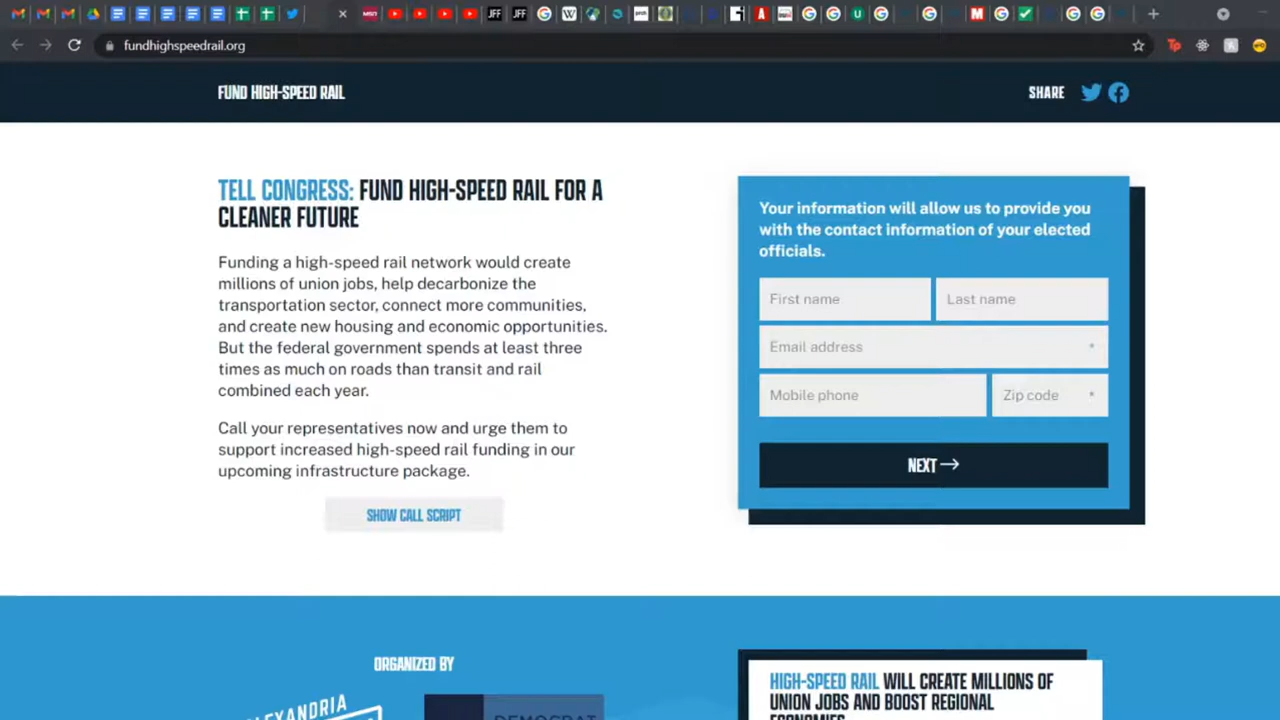 fundhighspeedrail.org
FUND HIGH-SPEED RAIL
SHARE
TELL CONGRESS: FUND HIGH-SPEED RAIL FOR A
CLEANER FUTURE
Funding a high-speed rail network would create
millions of union jobs, help decarbonize the
transportation sector, connect more communities,
and create new housing and economic opportunities.
But the federal government spends at least three
times as much on roads than transit and rail
combined each year.
Call your representatives now and urge them to
support increased high-speed rail funding in our
upcoming infrastructure package.
SHOW CALL SCRIPT
Your information will allow us to provide you
with the contact information of your elected
officials.
First name
Last name
Email address *
Mobile phone
Zip code *
NEXT →
ORGANIZED BY
ALEXANDRIA
DEMOCRAT
HIGH-SPEED RAIL WILL CREATE MILLIONS OF
UNION JOBS AND BOOST REGIONAL
ECONOMIES